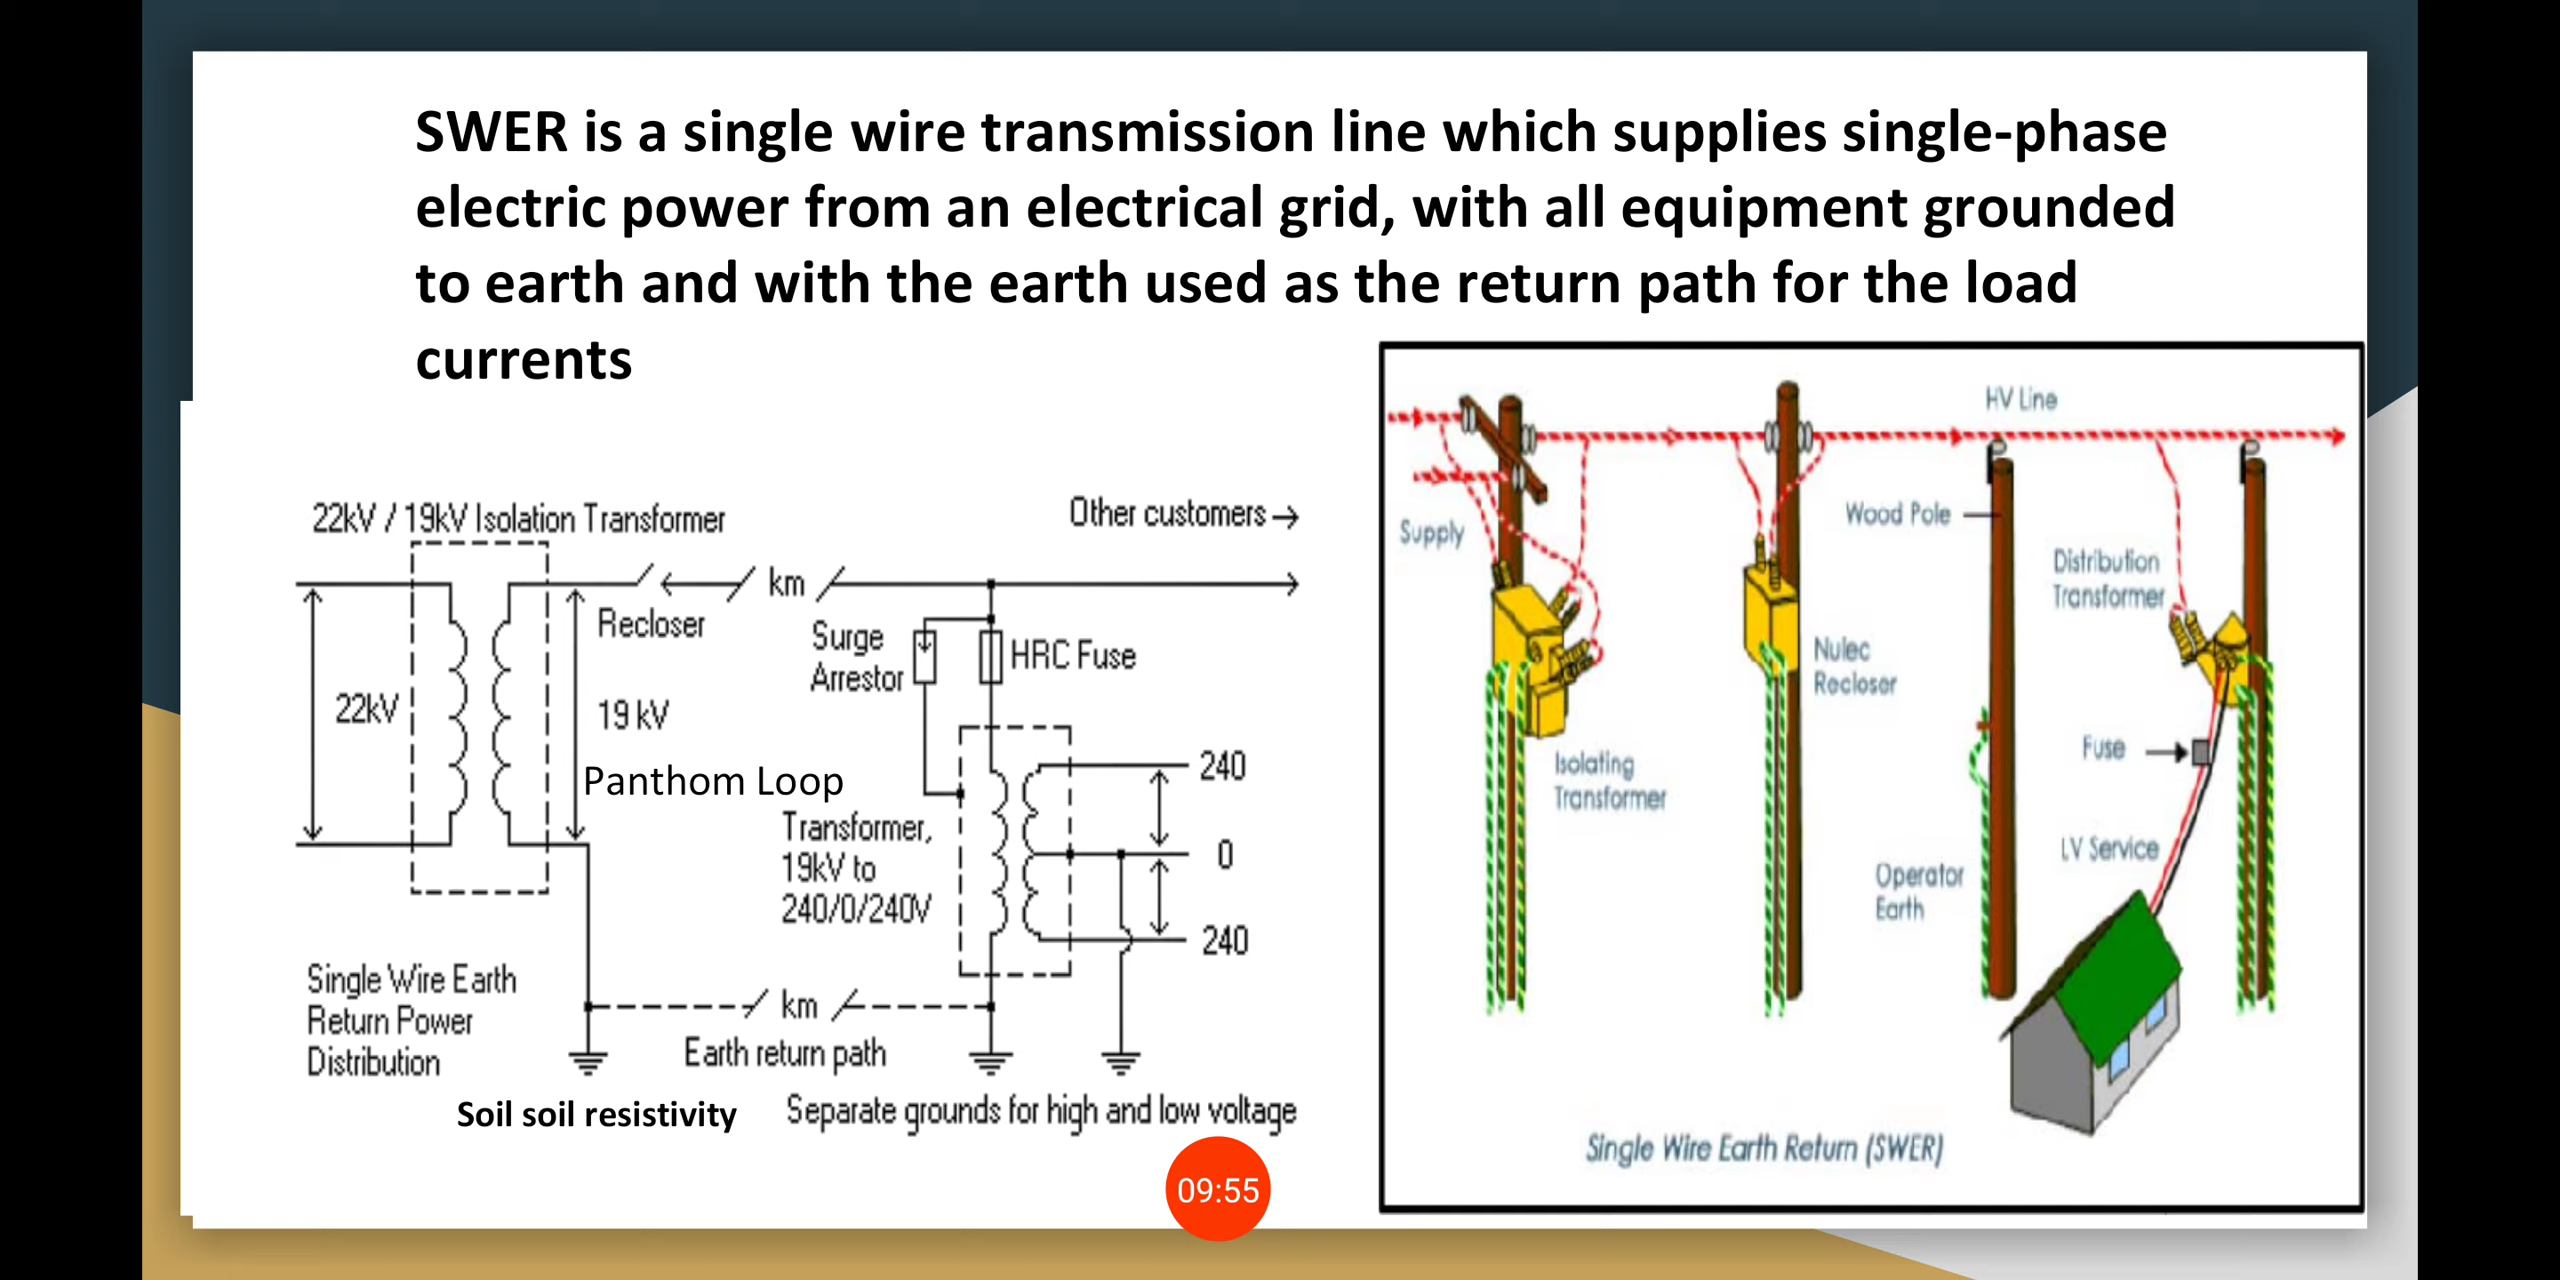 SWER is a single wire transmission line which supplies single-phase
electric power from an electrical grid, with all equipment grounded
to earth and with the earth used as the return path for the load
currents
22kV / 19kV Isolation Transformer
Other customers
km
Recloser
Surge
Arrestor
HRC Fuse
22kV
19 kV
Panthom Loop
Transformer,
19kV to
240/0/240V
240
0
240
Single Wire Earth
Return Power
Distribution
km
Earth return path
Soil soil resistivity
Separate grounds for high and low voltage
09:55
HV Line
Supply
Wood Pole
Distribution
Transformer
Nulec
Recloser
Isolating
Transformer
Fuse
LV Service
Operator
Earth
Single Wire Earth Return (SWER)